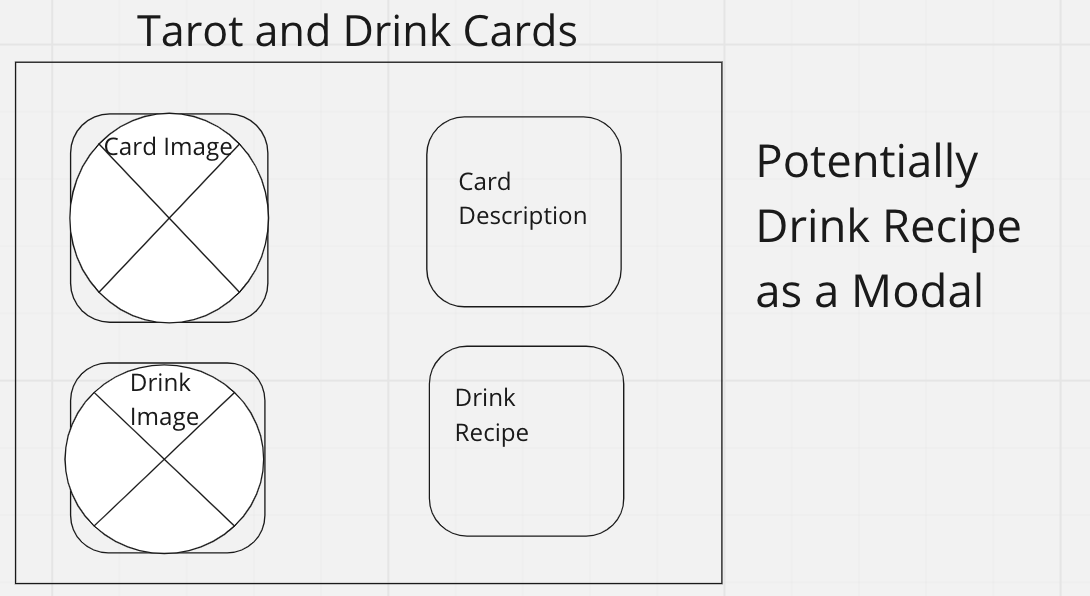 Tarot and Drink Cards
Card Image
Card
Description
Drink
Image
Drink
Recipe
Potentially
Drink Recipe
as a Modal